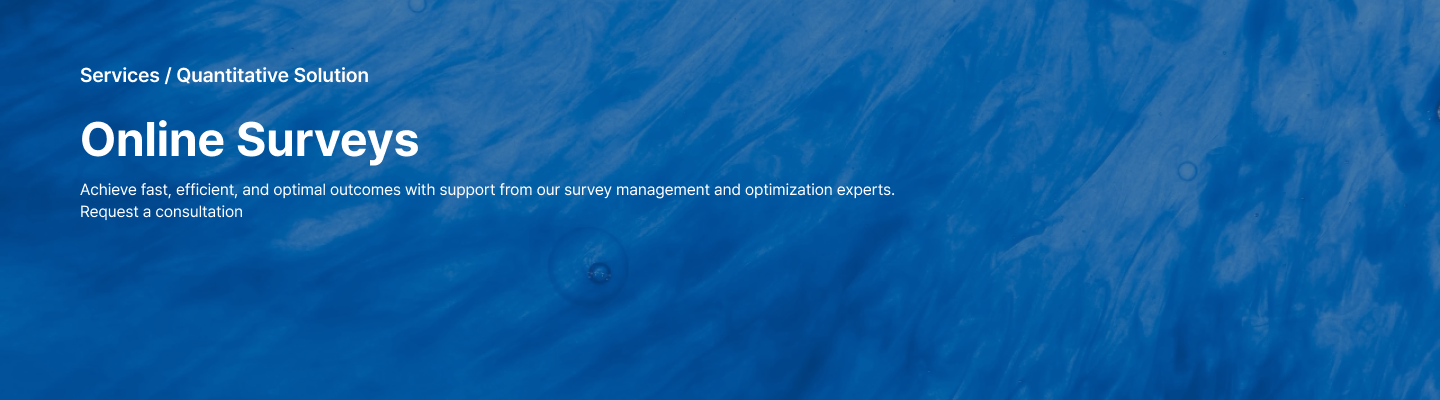 Services / Quantitative Solution
Online Surveys
Achieve fast, efficient, and optimal outcomes with support from our survey management and optimization experts.
Request a consultation